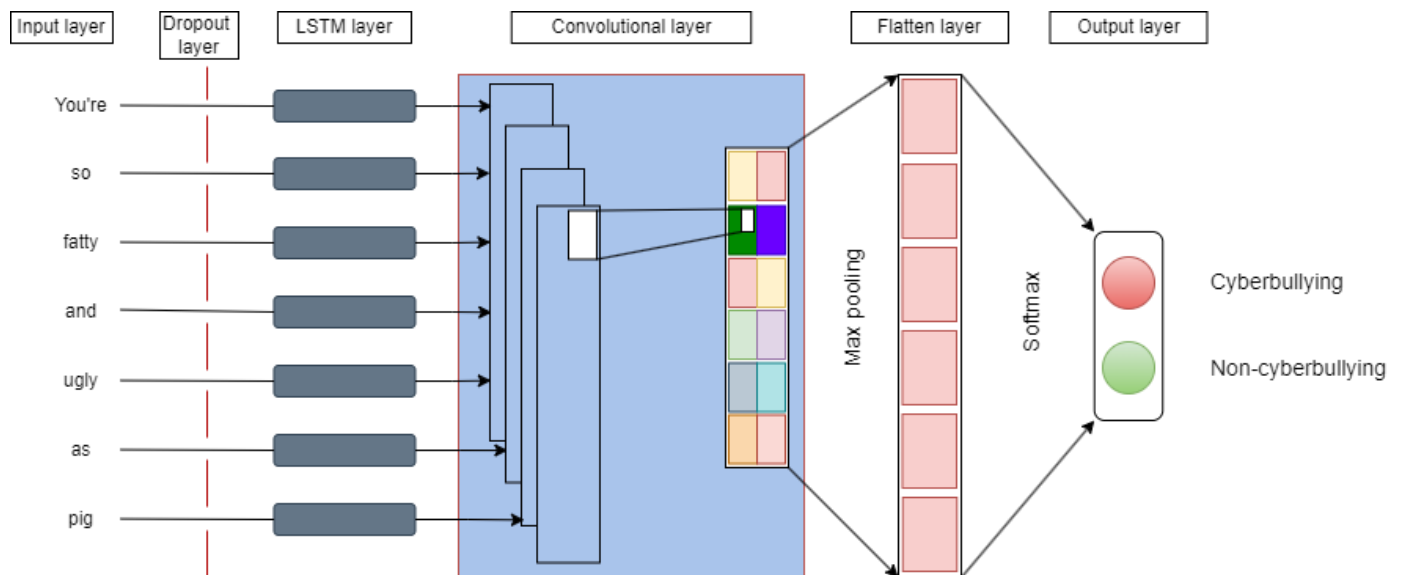 Input layer
Dropout
layer
LSTM layer
Convolutional layer
Flatten layer
Output layer
You're
so
fatty
and
ugly
as
pig
Max pooling
Softmax
Cyberbullying
Non-cyberbullying